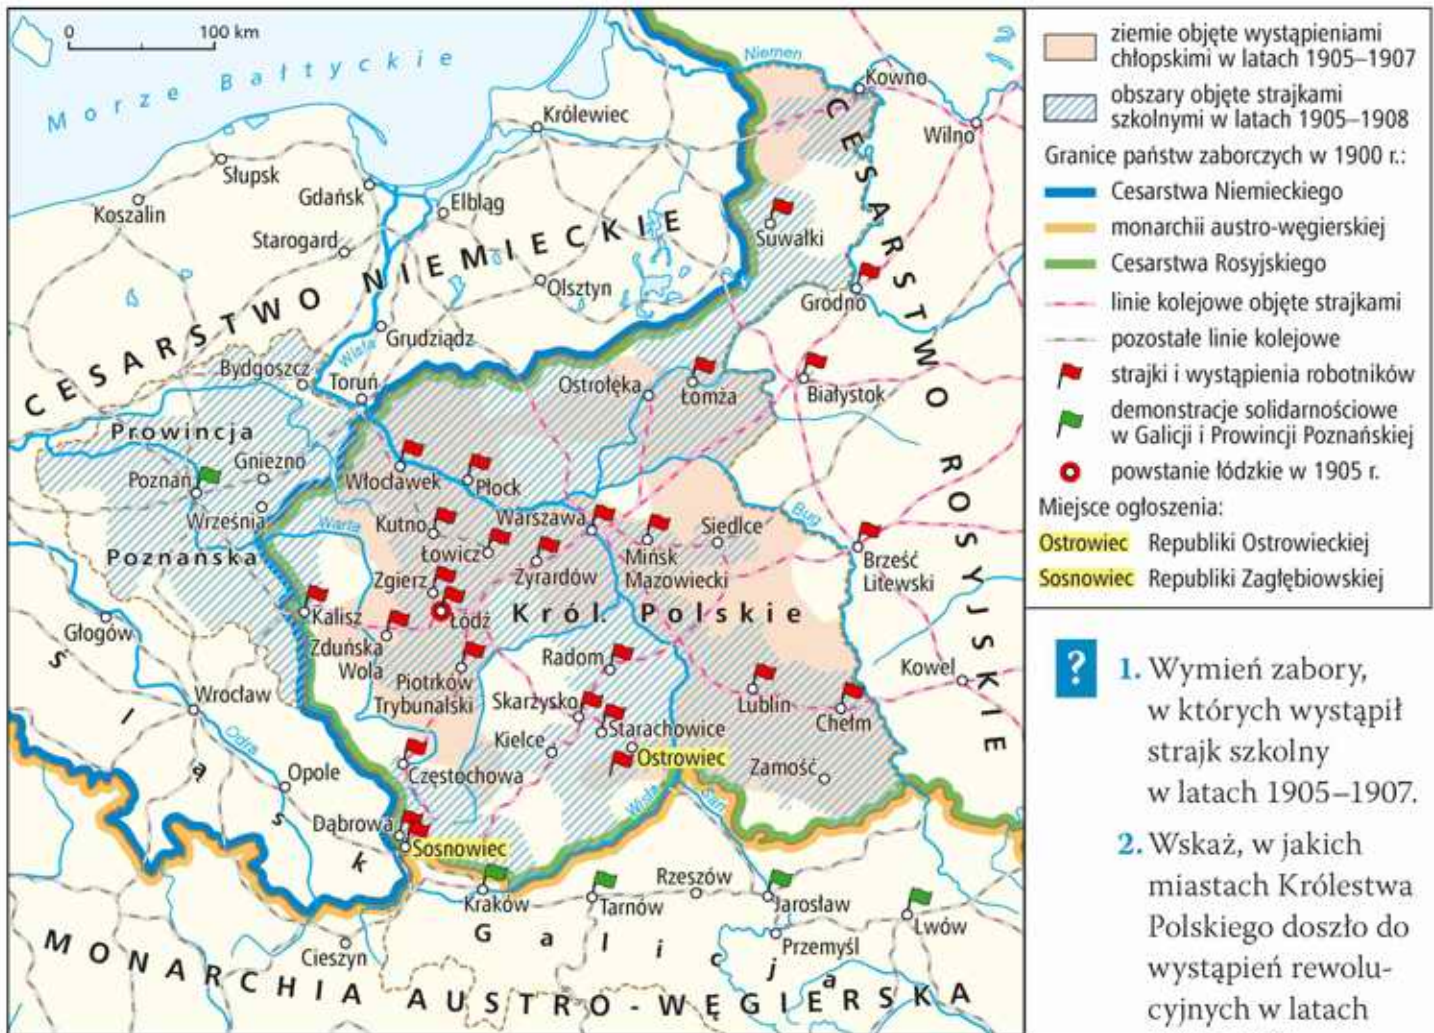 0 100 km
Morze Bałtyckie
Niemen
Kowno
Królewiec
Wilno
Słupsk
Gdańsk
Elbląg
Koszalin
Starogard
Suwałki
CESARSTWO NIEMIECKIE
CESARSTWO ROSYJSKIE
Olsztyn
Grodno
Grudziądz
Wisła
Bydgoszcz
Toruń
Ostrołęka
Łomża
Białystok
Prowincja
Poznańska
Gniezno
Poznań
Września
Włocławek
Płock
Warta
Kutno
Warszawa
Siedlce
Bug
Łowicz
Mińsk
Mazowiecki
Brześć
Litewski
Zgierz
Żyrardów
Kalisz
Łódź
Król. Polskie
Głogów
Zduńska
Wola
Radom
Kowel
Piotrków
Trybunalski
Wrocław
Skarżysko
Lublin
Chełm
Starachowice
Kielce
Ostrowiec
Odra
Śląsk
Częstochowa
Zamość
Opole
Wisła
San
Dąbrowa
Sosnowiec
Rzeszów
Kraków
Tarnów
Jarosław
Lwów
Galicja
Przemyśl
Cieszyn
MONARCHIA AUSTRO-WĘGIERSKA
ziemie objęte wystąpieniami
chłopskimi w latach 1905–1907
obszary objęte strajkami
szkolnymi w latach 1905–1908
Granice państw zaborczych w 1900 r.:
Cesarstwa Niemieckiego
monarchii austro-węgierskiej
Cesarstwa Rosyjskiego
linie kolejowe objęte strajkami
pozostałe linie kolejowe
strajki i wystąpienia robotników
demonstracje solidarnościowe
w Galicji i Prowincji Poznańskiej
powstanie łódzkie w 1905 r.
Miejsce ogłoszenia:
Ostrowiec Republiki Ostrowieckiej
Sosnowiec Republiki Zagłębiowskiej
?
1. Wymień zabory,
w których wystąpił
strajk szkolny
w latach 1905–1907.
2. Wskaż, w jakich
miastach Królestwa
Polskiego doszło do
wystąpień rewolu-
cyjnych w latach